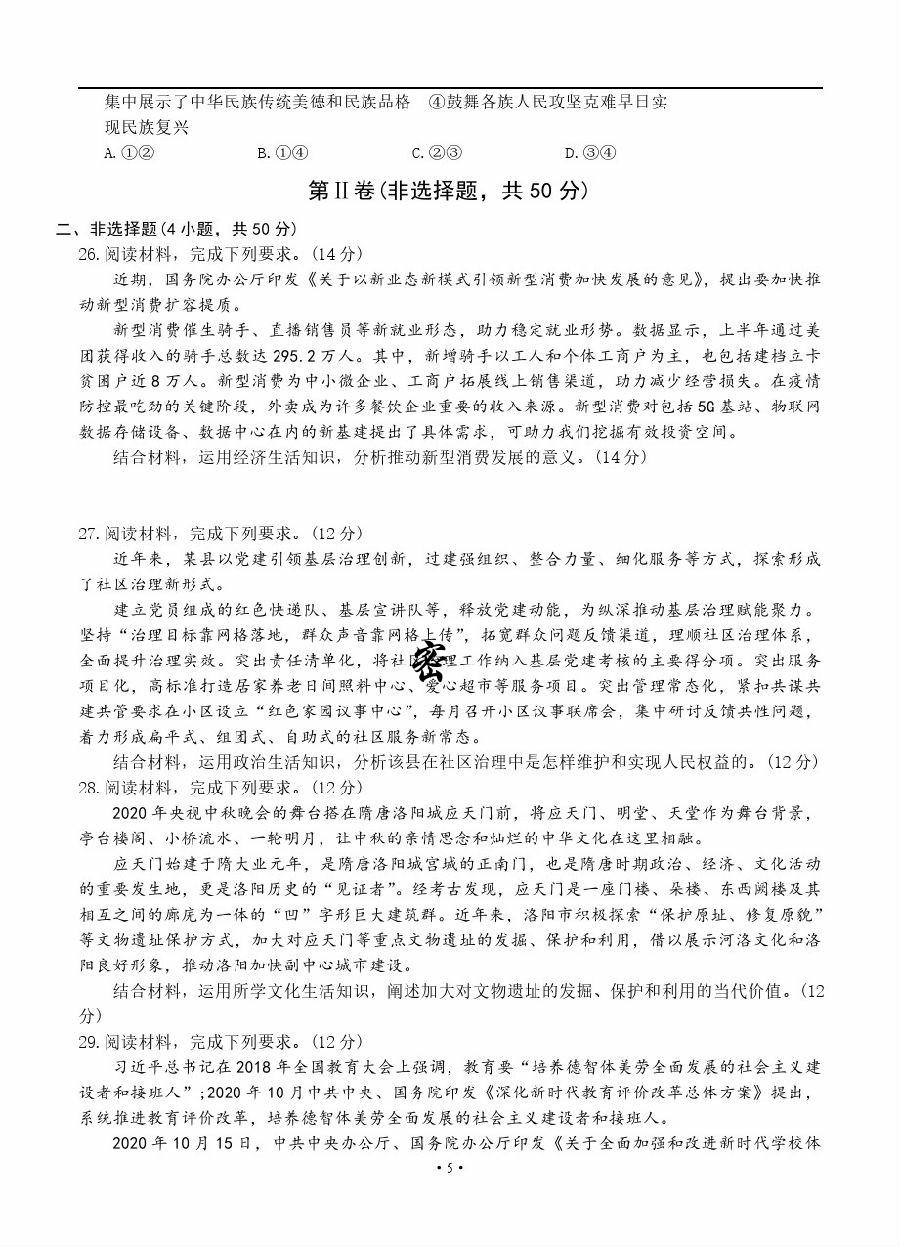 集中展示了中华民族传统美德和民族品格 ④鼓舞各族人民攻坚克难早日实
现民族复兴
A.①② B.①④ C.②③ D.③④
第Ⅱ卷(非选择题，共 50 分)
二、非选择题(4 小题，共 50 分)
26.阅读材料，完成下列要求。(14 分)
近期，国务院办公厅印发《关于以新业态新模式引领新型消费加快发展的意见》，提出要加快推
动新型消费扩容提质。
新型消费催生骑手、直播销售员等新就业形态，助力稳定就业形势。数据显示，上半年通过美
团获得收入的骑手总数达 295.2 万人。其中，新增骑手以工人和个体工商户为主，也包括建档立卡
贫困户近 8 万人。新型消费为中小微企业、工商户拓展线上销售渠道，功力减少经营损失。在疫情
防控最吃劲的关键阶段，外卖成为许多餐饮企业重要的收入来源。新型消费对包括 5G 基站、物联网
数据存储设备、数据中心在内的新基建提出了具体需求，可助力我们挖掘有效投资空间。
结合材料，运用经济生活知识，分析推动新型消费发展的意义。(14 分)
27.阅读材料，完成下列要求。(12 分)
近年来，某县以党建引领基层治理创新，过建强组织、整合力量、细化服务等方式，探索形成
了社区治理新形式。
建立党员组成的红色快递队、基层宣讲队等，释放党建动能，为纵深推动基层治理赋能聚力。
坚持“治理目标靠网格落地，群众声音靠网格上传”，拓宽群众问题反馈渠道，理顺社区治理体系，
全面提升治理实效。突出责任清单化，将社 理工作纳入基层党建考核的主要得分项。突出服务
密
项目化，高标准打造居家养老日间照料中心、爱心超市等服务项目。突出管理常态化，紧扣共谋共
建共管要求在小区设立“红色家园议事中心”，每月召开小区议事联席会，集中研讨反馈共性问题，
着力形成扁平式、组团式、自助式的社区服务新常态。
结合材料，运用政治生活知识，分析该县在社区治理中是怎样维护和实现人民权益的。(12 分)
28.阅读材料，完成下列要求。(12 分)
2020 年央视中秋晚会的舞台搭在隋唐洛阳城应天门前，将应天门、明堂、天堂作为舞台背景，
亭台楼阁、小桥流水、一轮明月，让中秋的亲情思念和灿烂的中华文化在这里相融。
应天门始建于隋大业元年，是隋唐洛阳城宫城的正南门，也是隋唐时期政治、经济、文化活动
的重要发生地，更是洛阳历史的“见证者”。经考古发现，应天门是一座门楼、朵楼、东西阙楼及其
相互之间的廊庑为一体的“凹”字形巨大建筑群。近年来，洛阳市积极探索“保护原址、修复原貌”
等文物遗址保护方式，加大对应天门等重点文物遗址的发掘、保护和利用，借以展示河洛文化和洛
阳良好形象，推动洛阳加快副中心城市建设。
结合材料，运用所学文化生活知识，阐述加大对文物遗址的发掘、保护和利用的当代价值。(12
分)
29.阅读材料，完成下列要求。(12 分)
习近平总书记在 2018 年全国教育大会上强调，教育要“培养德智体美劳全面发展的社会主义建
设者和接班人”;2020 年 10 月中共中央、国务院印发《深化新时代教育评价改革总体方案》提出，
系统推进教育评价改革，培养德智体美劳全面发展的社会主义建设者和接班人。
2020 年 10 月 15 日，中共中央办公厅、国务院办公厅印发《关于全面加强和改进新时代学校体
·5·